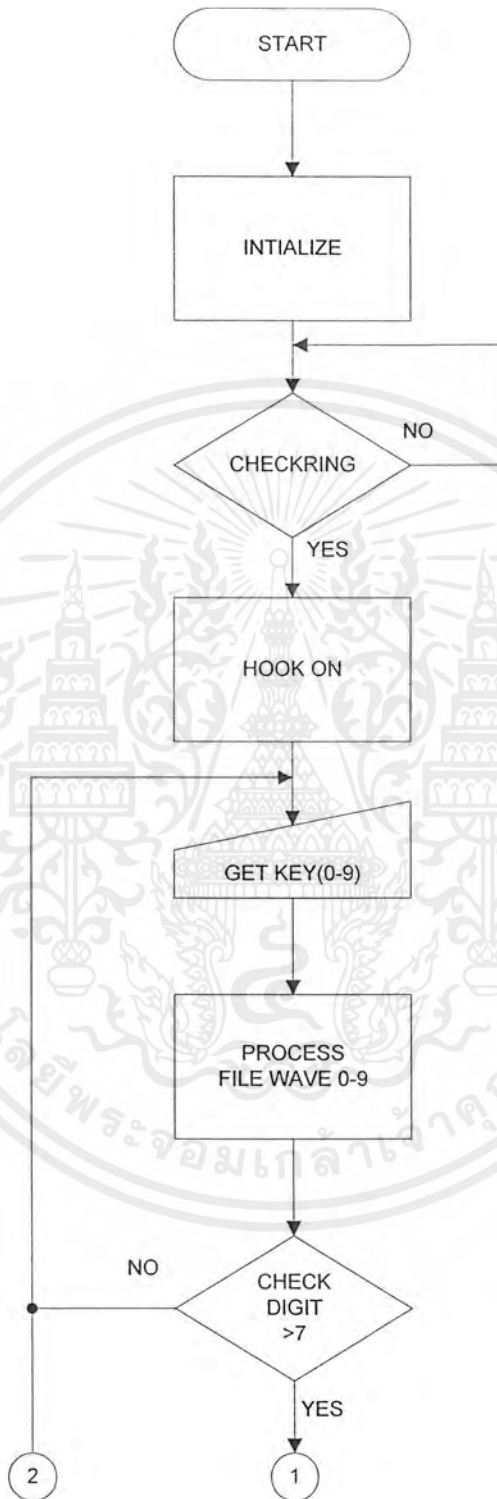 START
INTIALIZE
CHECKRING
NO
YES
HOOK ON
GET KEY(0-9)
PROCESS
FILE WAVE 0-9
NO
CHECK
DIGIT
>7
YES
2
1